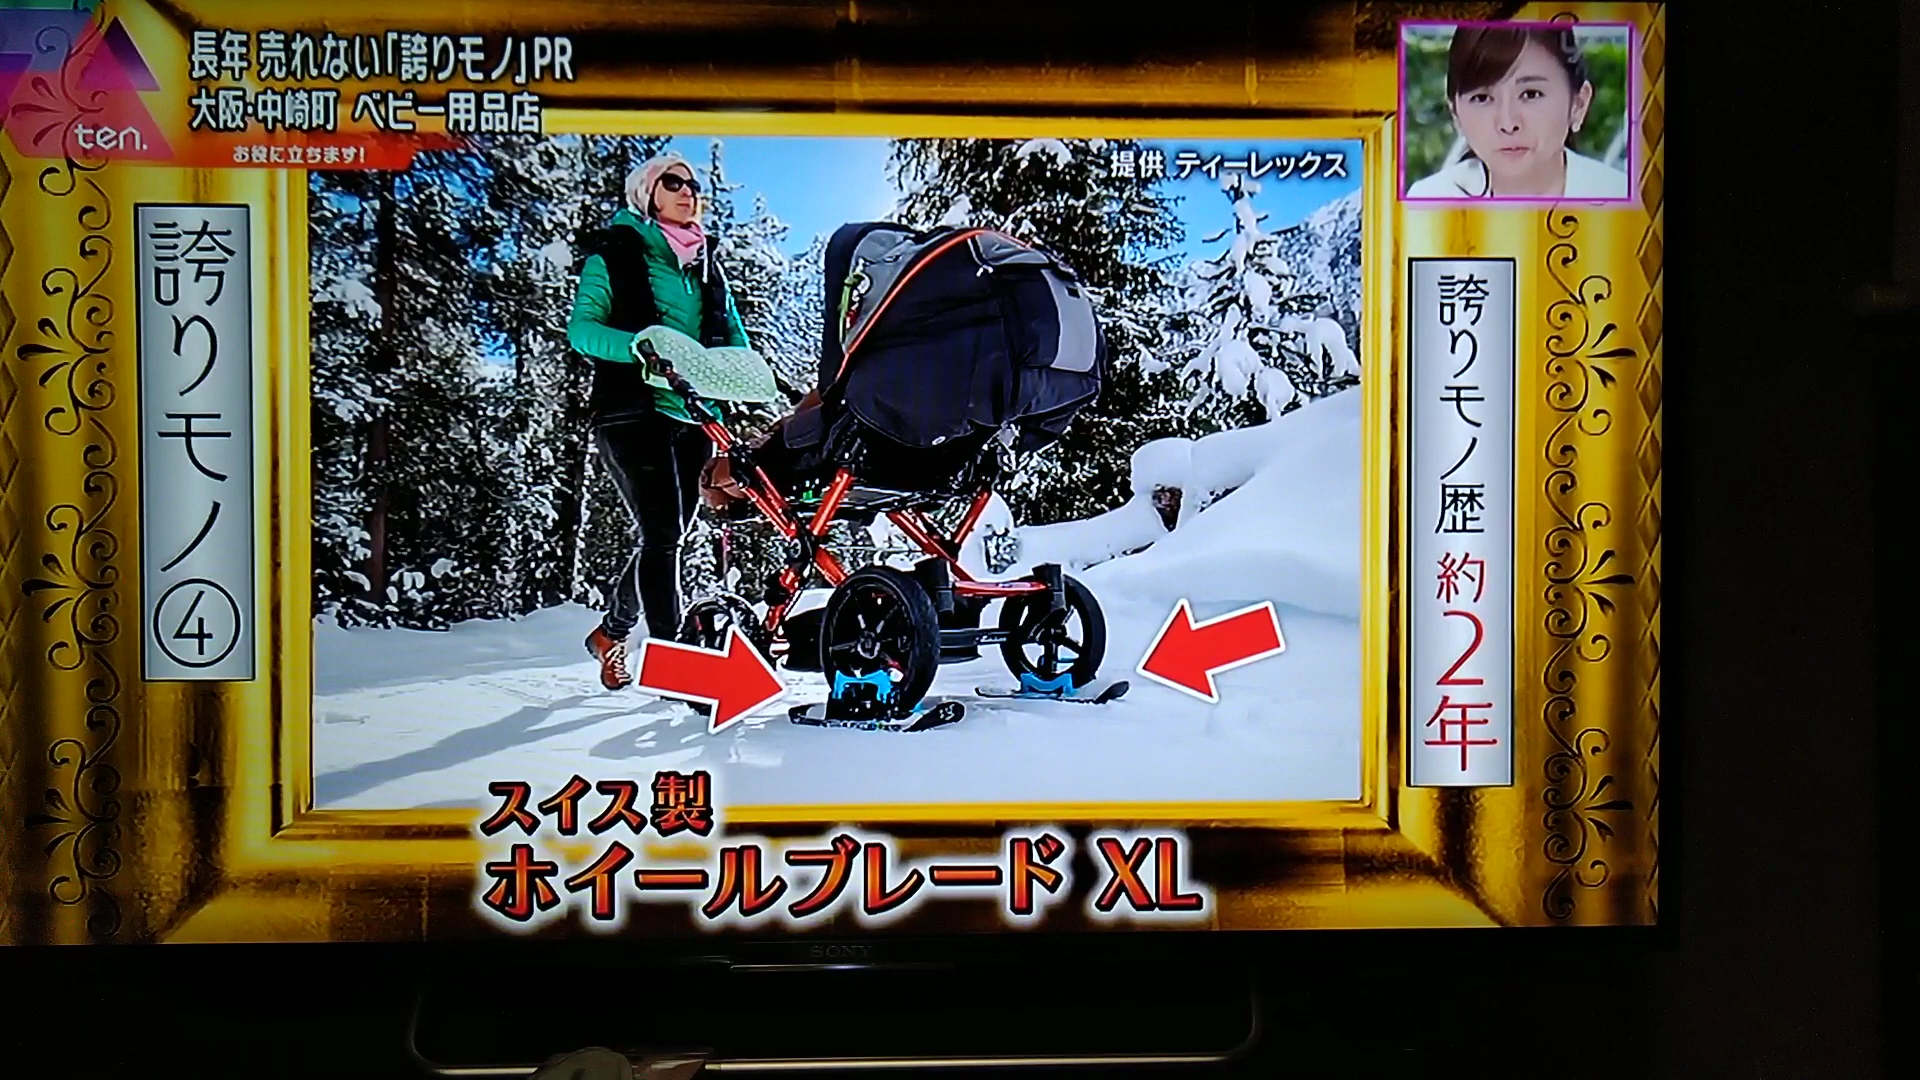 長年 売れない「誇りモノ」PR
大阪・中崎町 ベビー用品店
ten.
お役に立ちます!
提供 ティーレックス
誇りモノ④
誇りモノ歴 約2年
スイス製
ホイールブレード XL
SONY